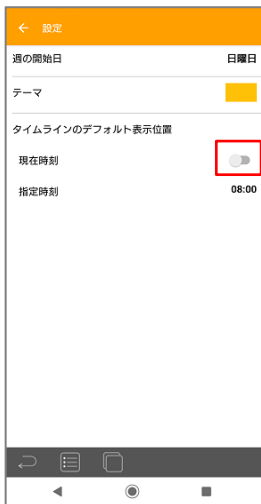 設定
週の開始日 日曜日
テーマ
タイムラインのデフォルト表示位置
現在時刻
指定時刻 08:00